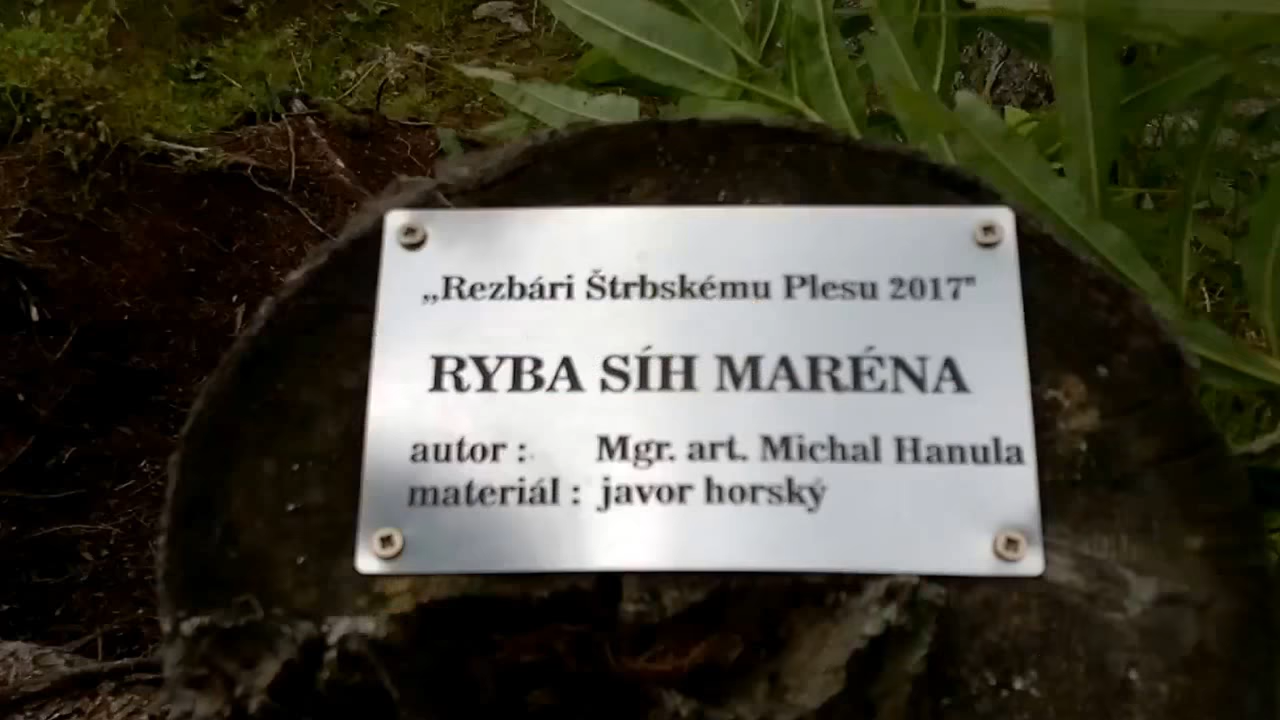 „Rezbári Štrbskému Plesu 2017"
RYBA SÍH MARÉNA
autor : Mgr. art. Michal Hanula
materiál : javor horský